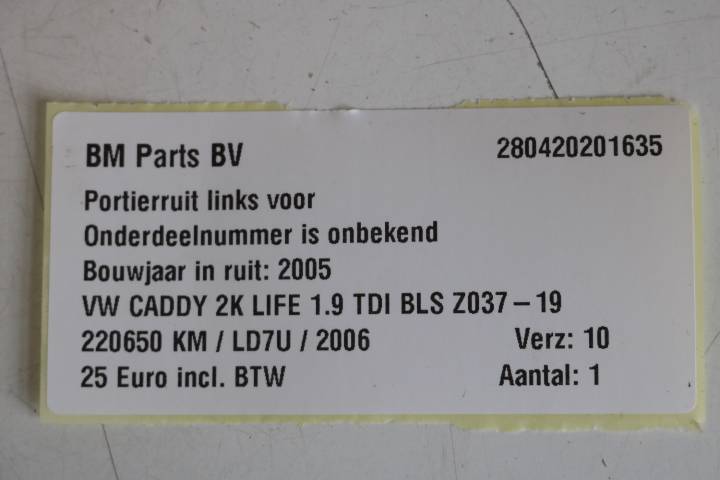 BM Parts BV 280420201635
Portierruit links voor
Onderdeelnummer is onbekend
Bouwjaar in ruit: 2005
VW CADDY 2K LIFE 1.9 TDI BLS Z037 – 19
220650 KM / LD7U / 2006 Verz: 10
25 Euro incl. BTW Aantal: 1